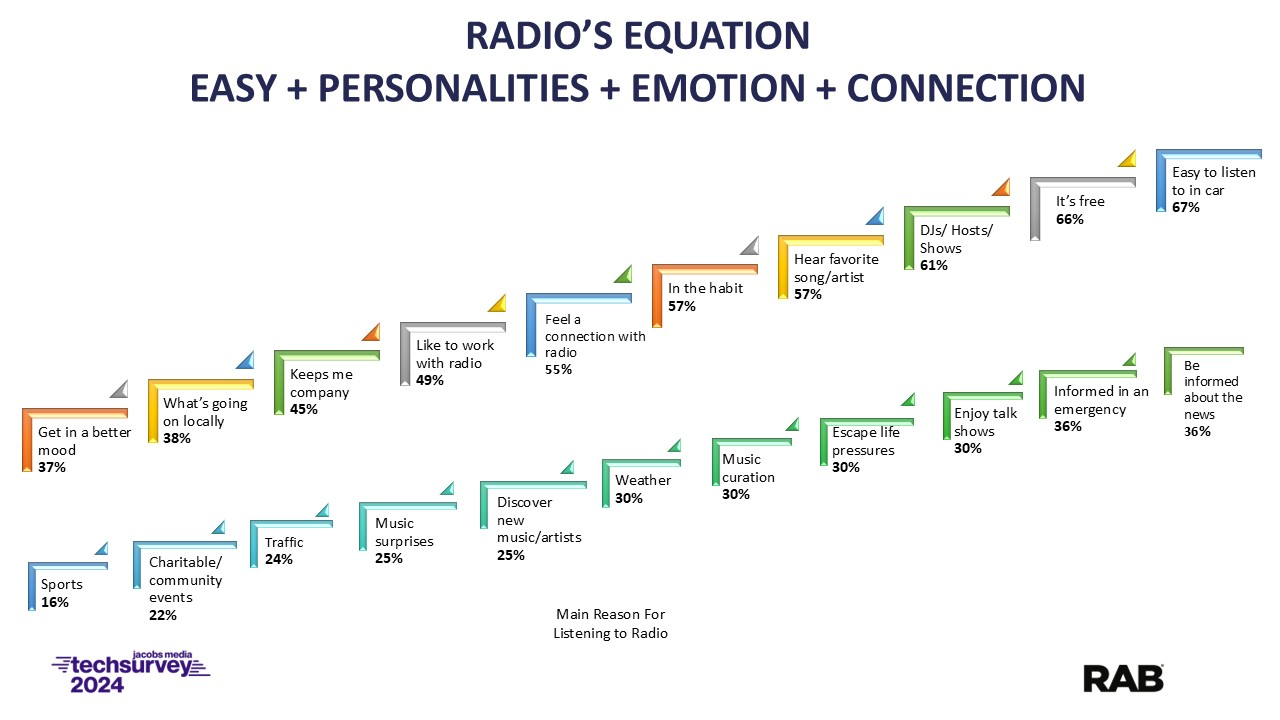 RADIO’S EQUATION
EASY + PERSONALITIES + EMOTION + CONNECTION
Get in a better
mood
37%
What’s going
on locally
38%
Keeps me
company
45%
Like to work
with radio
49%
Feel a
connection with
radio
55%
In the habit
57%
Hear favorite
song/artist
57%
DJs/ Hosts/
Shows
61%
It’s free
66%
Easy to listen
to in car
67%
Sports
16%
Charitable/
community
events
22%
Traffic
24%
Music
surprises
25%
Discover
new
music/artists
25%
Weather
30%
Music
curation
30%
Escape life
pressures
30%
Enjoy talk
shows
30%
Informed in an
emergency
36%
Be
informed
about the
news
36%
Main Reason For
Listening to Radio
jacobs media
techsurvey
2024
RAB